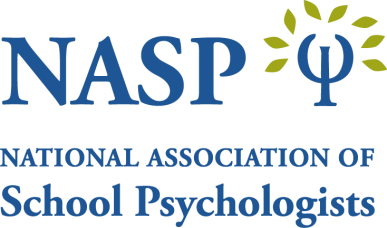 NASP
NATIONAL ASSOCIATION OF
School Psychologists